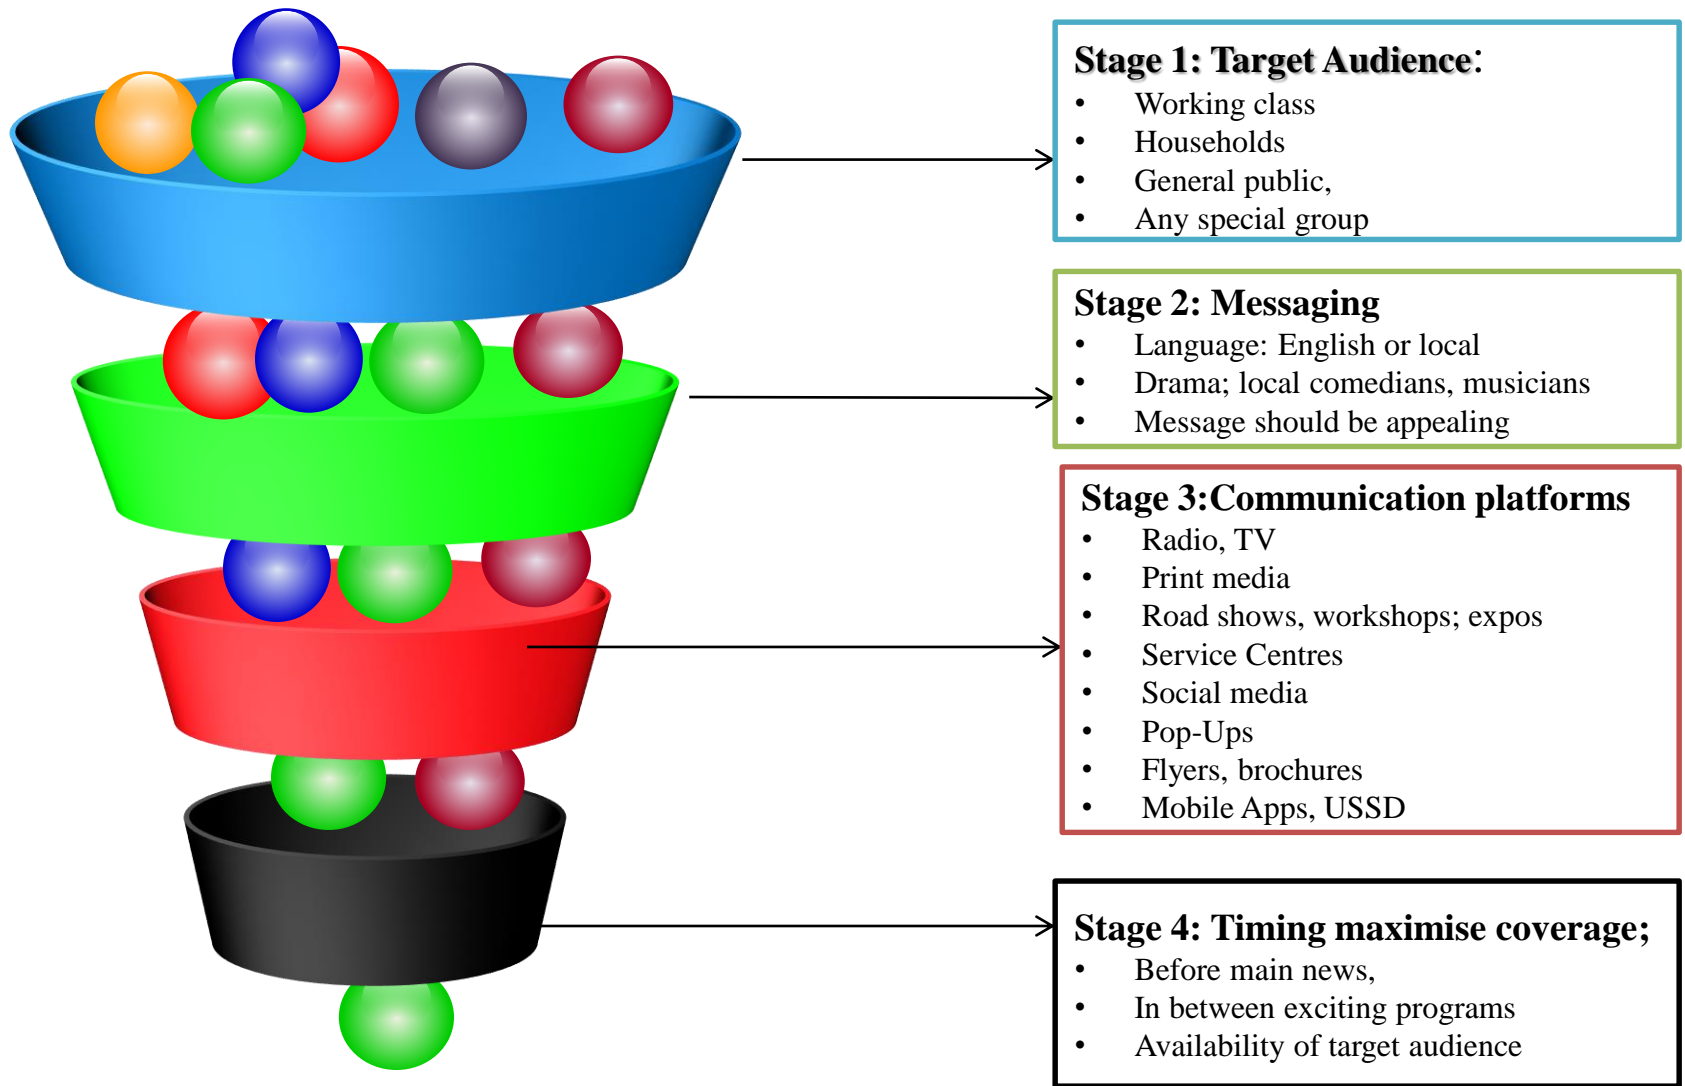 Stage 1: Target Audience:
• Working class
• Households
• General public,
• Any special group
Stage 2: Messaging
• Language: English or local
• Drama; local comedians, musicians
• Message should be appealing
Stage 3:Communication platforms
• Radio, TV
• Print media
• Road shows, workshops; expos
• Service Centres
• Social media
• Pop-Ups
• Flyers, brochures
• Mobile Apps, USSD
Stage 4: Timing maximise coverage;
• Before main news,
• In between exciting programs
• Availability of target audience